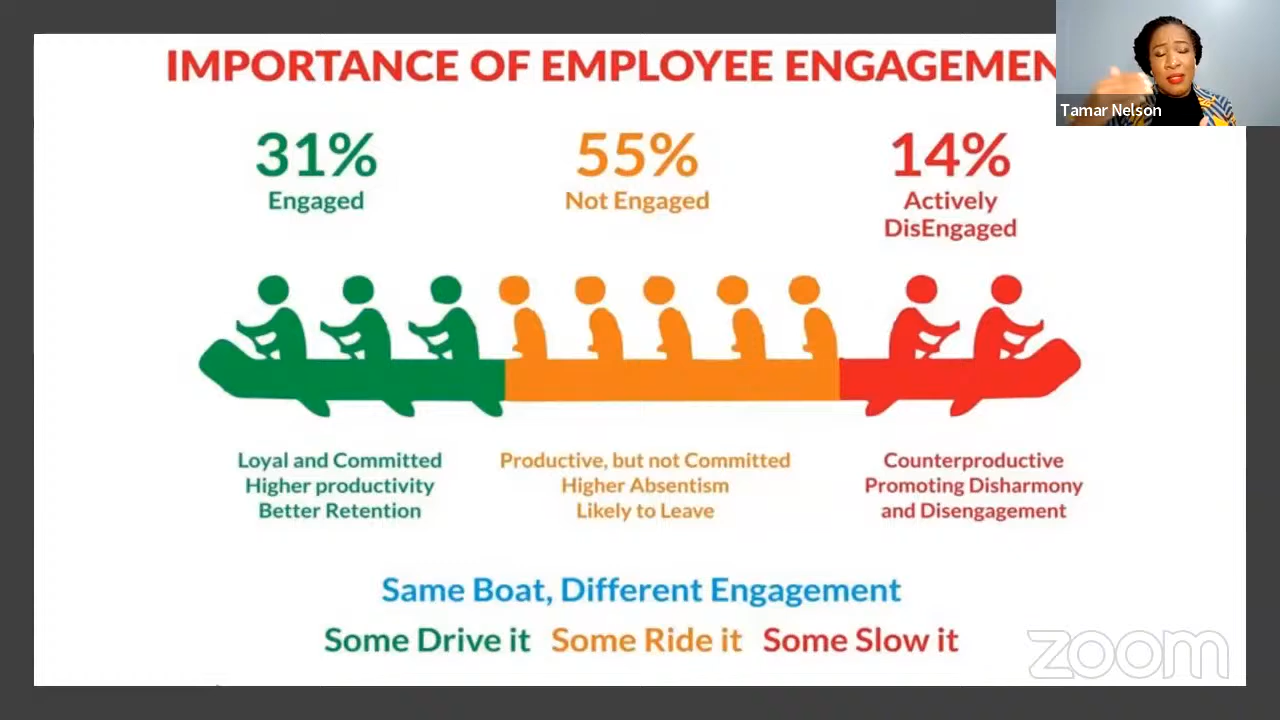 IMPORTANCE OF EMPLOYEE ENGAGEMEN
Tamar Nelson
31%
Engaged
55%
Not Engaged
14%
Actively
DisEngaged
Loyal and Committed
Higher productivity
Better Retention
Productive, but not Committed
Higher Absentism
Likely to Leave
Counterproductive
Promoting Disharmony
and Disengagement
Same Boat, Different Engagement
Some Drive it Some Ride it Some Slow it
zoom